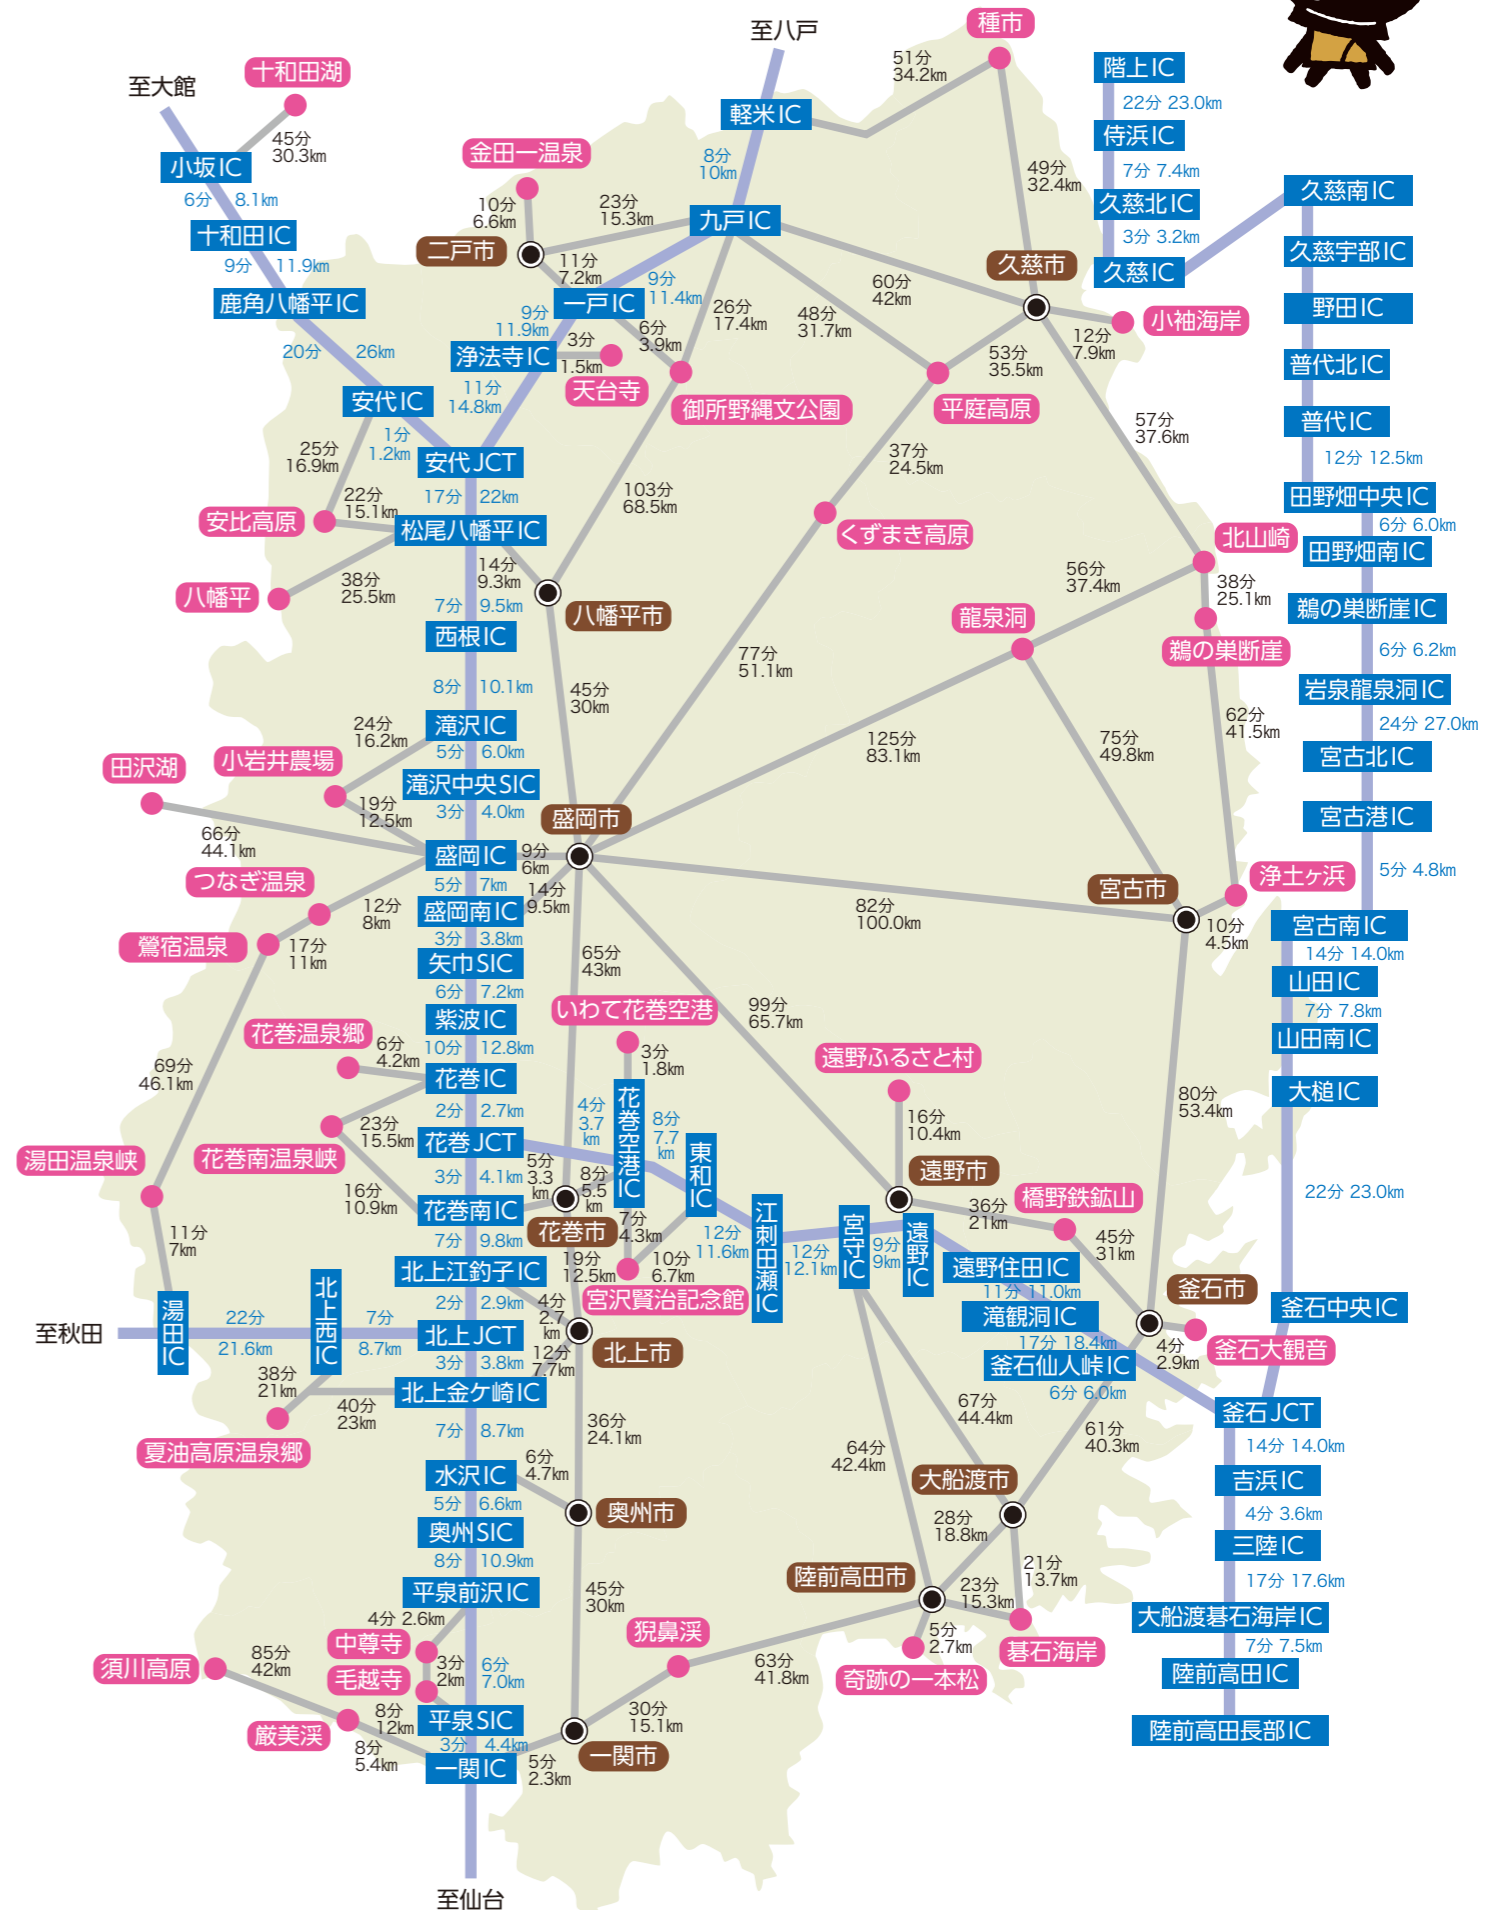 至八戸
種市
至大館
十和田湖
51分
34.2㎞
階上IC
22分 23.0㎞
軽米IC
侍浜IC
45分
30.3㎞
小坂IC
金田一温泉
8分
10㎞
49分
32.4㎞
7分 7.4㎞
6分 8.1㎞
10分
6.6㎞
23分
15.3㎞
久慈北IC
久慈南IC
十和田IC
九戸IC
3分 3.2㎞
9分 11.9㎞
二戸市
11分
7.2㎞
久慈市
久慈IC
久慈宇部IC
鹿角八幡平IC
一戸IC
9分
11.4㎞
60分
42㎞
野田IC
9分
11.9㎞
26分
17.4㎞
48分
31.7㎞
小袖海岸
12分
7.9㎞
20分 26㎞
浄法寺IC
3分
1.5㎞
6分
3.9㎞
53分
35.5㎞
普代北IC
天台寺
安代IC
11分
14.8㎞
御所野縄文公園
平庭高原
普代IC
1分
1.2㎞
57分
37.6㎞
12分 12.5㎞
25分
16.9㎞
安代JCT
37分
24.5㎞
17分 22㎞
22分
15.1㎞
103分
68.5㎞
田野畑中央IC
安比高原
松尾八幡平IC
くずまき高原
6分 6.0㎞
北山崎
田野畑南IC
14分
9.3㎞
38分
25.5㎞
56分
37.4㎞
38分
25.1㎞
八幡平
7分 9.5㎞
八幡平市
龍泉洞
鵜の巣断崖IC
西根IC
鵜の巣断崖
6分 6.2㎞
77分
51.1㎞
8分 10.1㎞
45分
30㎞
岩泉龍泉洞IC
24分
16.2㎞
滝沢IC
62分
41.5㎞
24分 27.0㎞
5分 6.0㎞
125分
83.1㎞
75分
49.8㎞
小岩井農場
宮古北IC
田沢湖
滝沢中央SIC
19分
12.5㎞
3分 4.0㎞
盛岡市
宮古港IC
66分
44.1㎞
盛岡IC
9分
6㎞
5分 4.8㎞
つなぎ温泉
5分 7㎞
14分
9.5㎞
宮古市
浄土ヶ浜
12分
8㎞
盛岡南IC
82分
100.0㎞
10分
4.5㎞
宮古南IC
鶯宿温泉
17分
11㎞
3分 3.8㎞
14分 14.0㎞
矢巾SIC
65分
43㎞
山田IC
6分 7.2㎞
7分 7.8㎞
紫波IC
いわて花巻空港
99分
65.7㎞
花巻温泉郷
6分
4.2㎞
10分 12.8㎞
3分
1.8㎞
遠野ふるさと村
山田南IC
69分
46.1㎞
花巻IC
大槌IC
2分 2.7㎞
4分
3.7
㎞
花巻空港IC
8分
7.7
㎞
16分
10.4㎞
80分
53.4㎞
23分
15.5㎞
花巻JCT
東和IC
湯田温泉峡
花巻南温泉峡
3分 4.1㎞
5分
3.3
㎞
8分
5.5
㎞
遠野市
22分 23.0㎞
16分
10.9㎞
花巻南IC
花巻市
7分
4.3㎞
12分
11.6㎞
江刺田瀬IC
宮守IC
遠野IC
36分
21㎞
橋野鉄鉱山
11分
7㎞
7分 9.8㎞
19分
12.5㎞
10分
6.7㎞
12分
12.1㎞
9分
9㎞
45分
31㎞
北上江釣子IC
遠野住田IC
11分 11.0㎞
釜石市
湯田IC
北上西IC
2分 2.9㎞
4分
2.7
㎞
宮沢賢治記念館
滝観洞IC
釜石中央IC
至秋田
22分
21.6㎞
7分
8.7㎞
北上JCT
17分 18.4㎞
4分
2.9㎞
釜石大観音
3分 3.8㎞
12分
7.7㎞
北上市
釜石仙人峠IC
38分
21㎞
北上金ケ崎IC
6分 6.0㎞
40分
23㎞
67分
44.4㎞
釜石JCT
夏油高原温泉郷
7分 8.7㎞
36分
24.1㎞
64分
42.4㎞
61分
40.3㎞
14分 14.0㎞
水沢IC
6分
4.7㎞
大船渡市
吉浜IC
5分 6.6㎞
奥州市
28分
18.8㎞
4分 3.6㎞
奥州SIC
三陸IC
8分 10.9㎞
陸前高田市
21分
13.7㎞
17分 17.6㎞
平泉前沢IC
45分
30㎞
23分
15.3㎞
4分 2.6㎞
大船渡碁石海岸IC
中尊寺
猊鼻渓
5分
2.7㎞
碁石海岸
7分 7.5㎞
85分
42㎞
3分
2㎞
6分
7.0㎞
須川高原
毛越寺
63分
41.8㎞
奇跡の一本松
陸前高田IC
8分
12㎞
平泉SIC
30分
15.1㎞
陸前高田長部IC
厳美渓
3分 4.4㎞
8分
5.4㎞
一関IC
5分
2.3㎞
一関市
至仙台